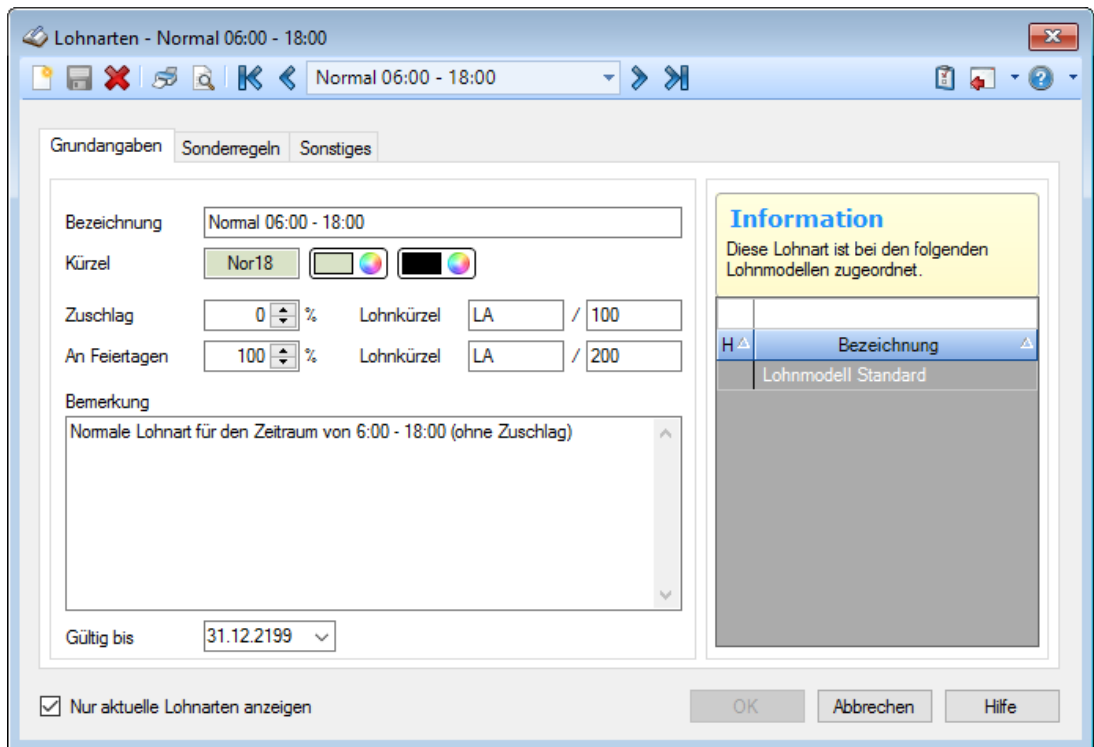 Lohnarten - Normal 06:00 - 18:00
Normal 06:00 - 18:00
Grundangaben Sonderregeln Sonstiges
Bezeichnung Normal 06:00 - 18:00
Kürzel Nor18
Zuschlag 0 % Lohnkürzel LA / 100
An Feiertagen 100 % Lohnkürzel LA / 200
Bemerkung
Normale Lohnart für den Zeitraum von 6:00 - 18:00 (ohne Zuschlag)
Gültig bis 31.12.2199
Information
Diese Lohnart ist bei den folgenden
Lohnmodellen zugeordnet.
H Bezeichnung
Lohnmodell Standard
Nur aktuelle Lohnarten anzeigen
OK Abbrechen Hilfe